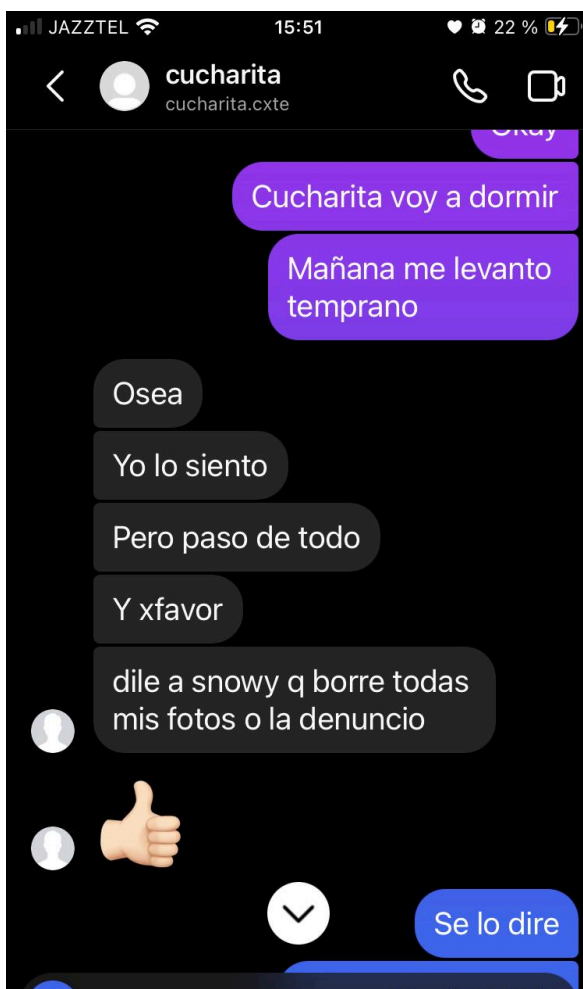 JAZZTEL 15:51 22 %
cucharita
cucharita.cxte
Okay
Cucharita voy a dormir
Mañana me levanto
temprano
Osea
Yo lo siento
Pero paso de todo
Y xfavor
dile a snowy q borre todas
mis fotos o la denuncio
Se lo dire